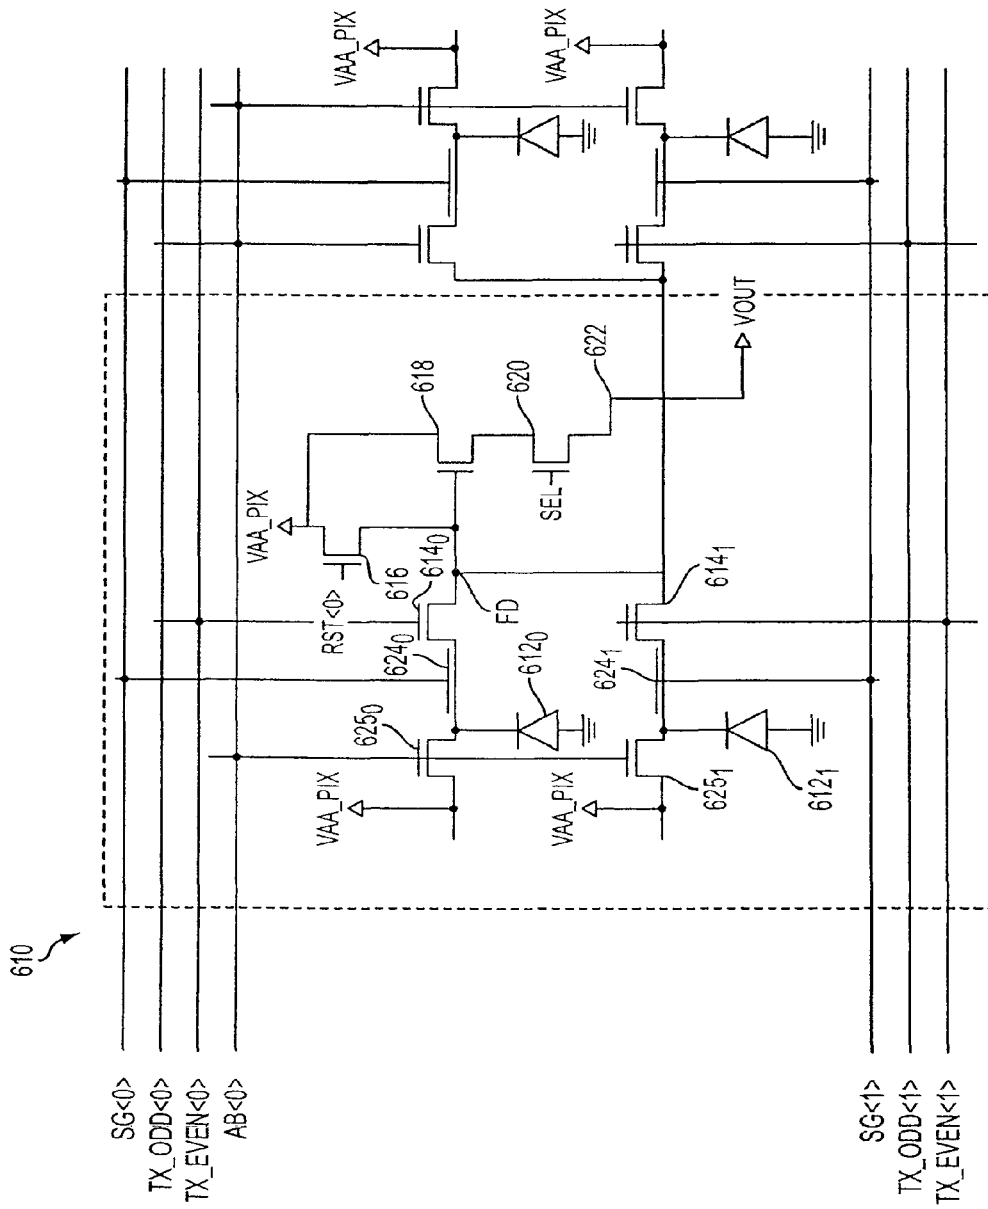 610
SG<0>
TX_ODD<0>
TX_EVEN<0>
AB<0>
VAA_PIX
625₀
624₀
612₀
RST<0>
616
614₀
FD
VAA_PIX
618
SEL
620
622
VOUT
VAA_PIX
VAA_PIX
625₁
612₁
624₁
614₁
VAA_PIX
SG<1>
TX_ODD<1>
TX_EVEN<1>